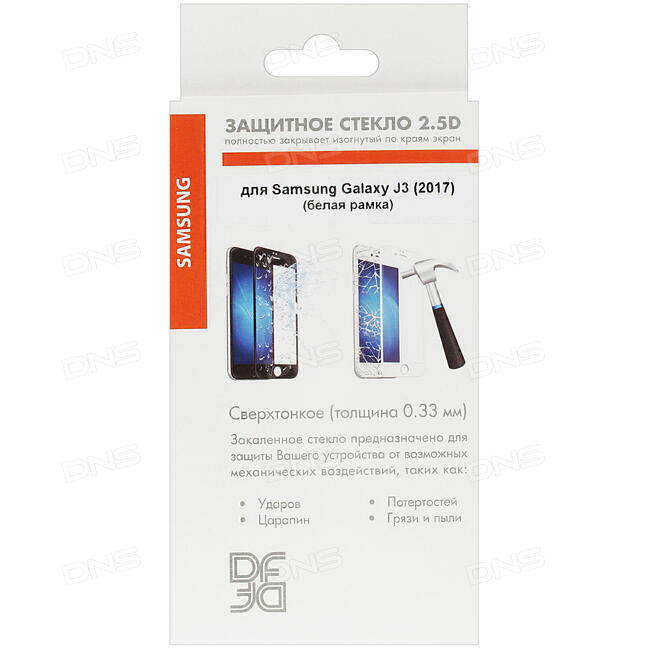 ЗАЩИТНОЕ СТЕКЛО 2.5D
полностью закрывает изогнутый по краям экран
SAMSUNG
для Samsung Galaxy J3 (2017)
(белая рамка)
Сверхтонкое (толщина 0.33 мм)
Закаленное стекло предназначено для
защиты Вашего устройства от возможных
механических воздействий, таких как:
• Ударов
• Царапин
• Потертостей
• Грязи и пыли
DF
DNS